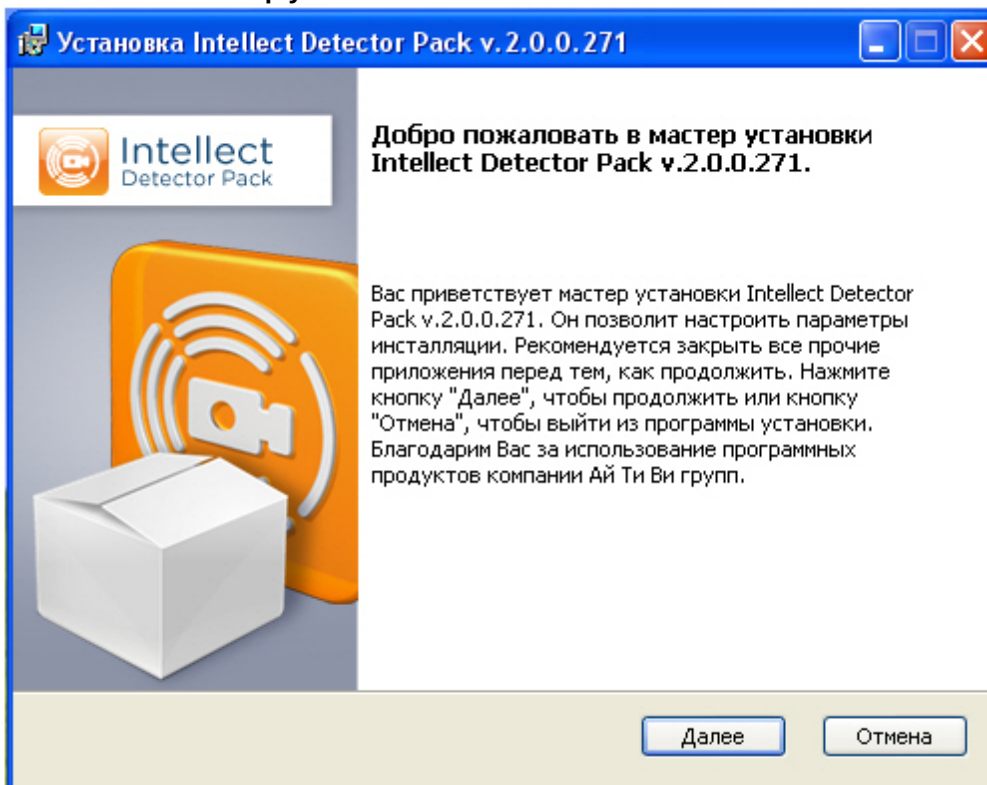 Установка Intellect Detector Pack v.2.0.0.271
Intellect
Detector Pack
Добро пожаловать в мастер установки
Intellect Detector Pack v.2.0.0.271.
Вас приветствует мастер установки Intellect Detector
Pack v.2.0.0.271. Он позволит настроить параметры
инсталляции. Рекомендуется закрыть все прочие
приложения перед тем, как продолжить. Нажмите
кнопку "Далее", чтобы продолжить или кнопку
"Отмена", чтобы выйти из программы установки.
Благодарим Вас за использование программных
продуктов компании Ай Ти Ви групп.
Далее
Отмена